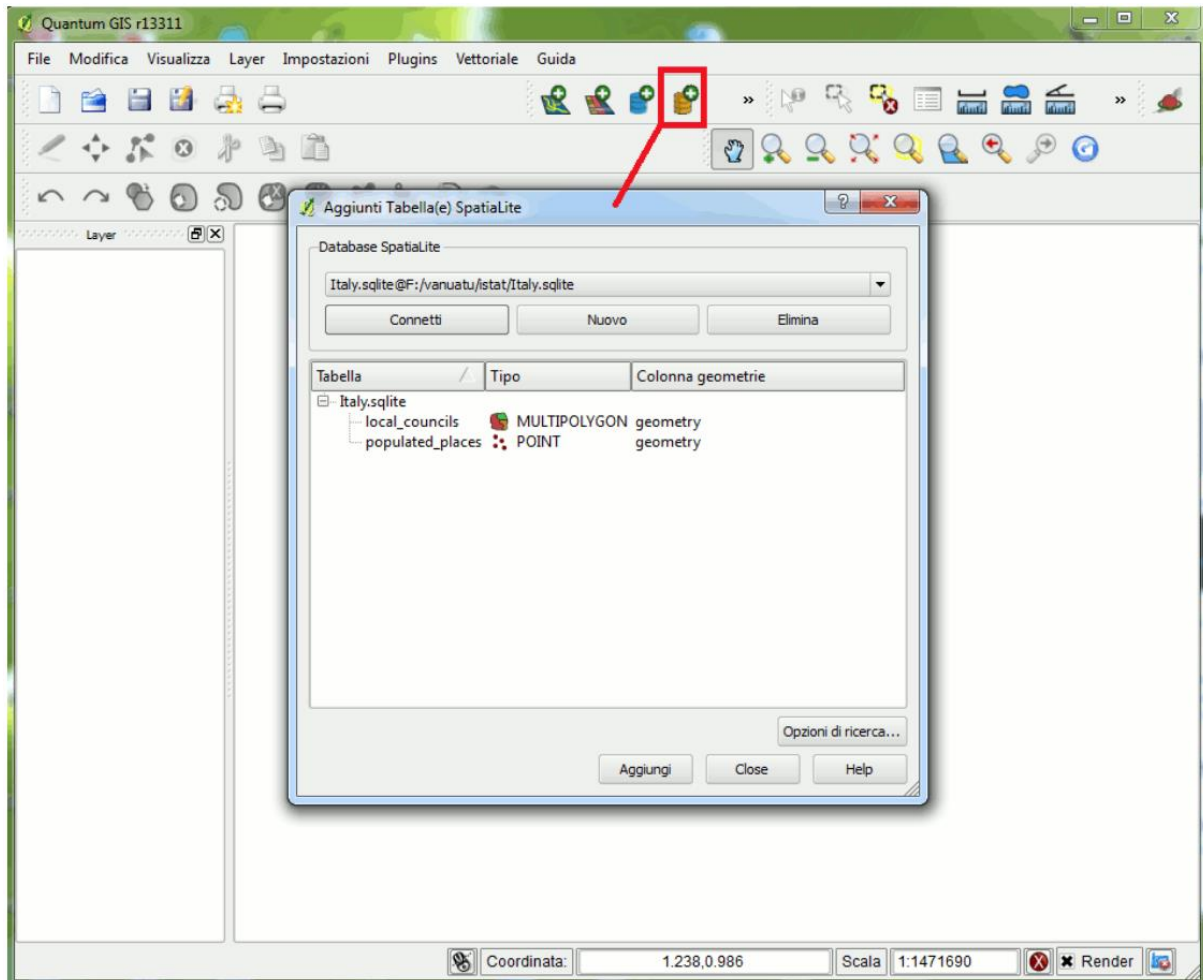 Quantum GIS r13311
File Modifica Visualizza Layer Impostazioni Plugins Vettoriale Guida
» »
Layer
Aggiunti Tabella(e) SpatiaLite
Database SpatiaLite
Italy.sqlite@F:/vanuatu/istat/Italy.sqlite
Connetti Nuovo Elimina
Tabella Tipo Colonna geometrie
Italy.sqlite
local_councils MULTIPOLYGON geometry
populated_places POINT geometry
Opzioni di ricerca...
Aggiungi Close Help
Coordinata: 1.238,0.986 Scala 1:1471690 Render